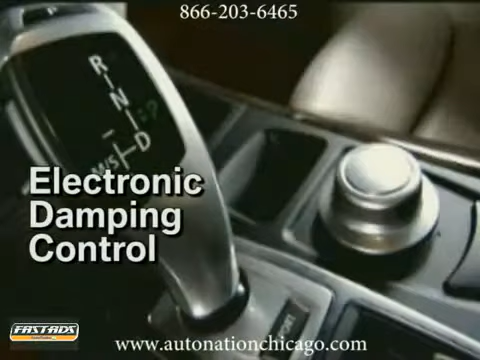 866-203-6465
R
N
D
M/S
Electronic
Damping
Control
FASTADS
www.autonationchicago.com